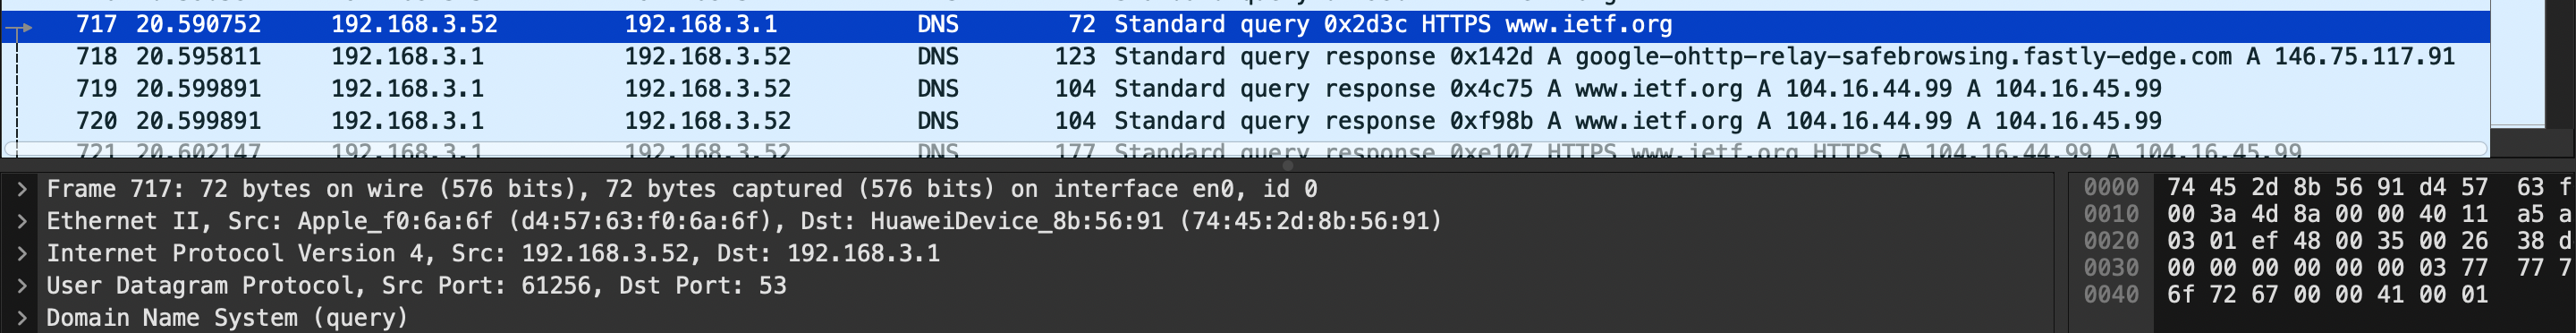 717 20.590752 192.168.3.52 192.168.3.1 DNS 72 Standard query 0x2d3c HTTPS www.ietf.org
718 20.595811 192.168.3.1 192.168.3.52 DNS 123 Standard query response 0x142d A google-ohttp-relay-safebrowsing.fastly-edge.com A 146.75.117.91
719 20.599891 192.168.3.1 192.168.3.52 DNS 104 Standard query response 0x4c75 A www.ietf.org A 104.16.44.99 A 104.16.45.99
720 20.599891 192.168.3.1 192.168.3.52 DNS 104 Standard query response 0xf98b A www.ietf.org A 104.16.44.99 A 104.16.45.99
721 20.602147 192.168.3.1 192.168.3.52 DNS 177 Standard query response 0xe107 HTTPS www.ietf.org HTTPS A 104.16.44.99 A 104.16.45.99
Frame 717: 72 bytes on wire (576 bits), 72 bytes captured (576 bits) on interface en0, id 0
Ethernet II, Src: Apple_f0:6a:6f (d4:57:63:f0:6a:6f), Dst: HuaweiDevice_8b:56:91 (74:45:2d:8b:56:91)
Internet Protocol Version 4, Src: 192.168.3.52, Dst: 192.168.3.1
User Datagram Protocol, Src Port: 61256, Dst Port: 53
Domain Name System (query)
0000 74 45 2d 8b 56 91 d4 57 63 f
0010 00 3a 4d 8a 00 00 40 11 a5 a
0020 03 01 ef 48 00 35 00 26 38 d
0030 00 00 00 00 00 00 03 77 77 7
0040 6f 72 67 00 00 41 00 01